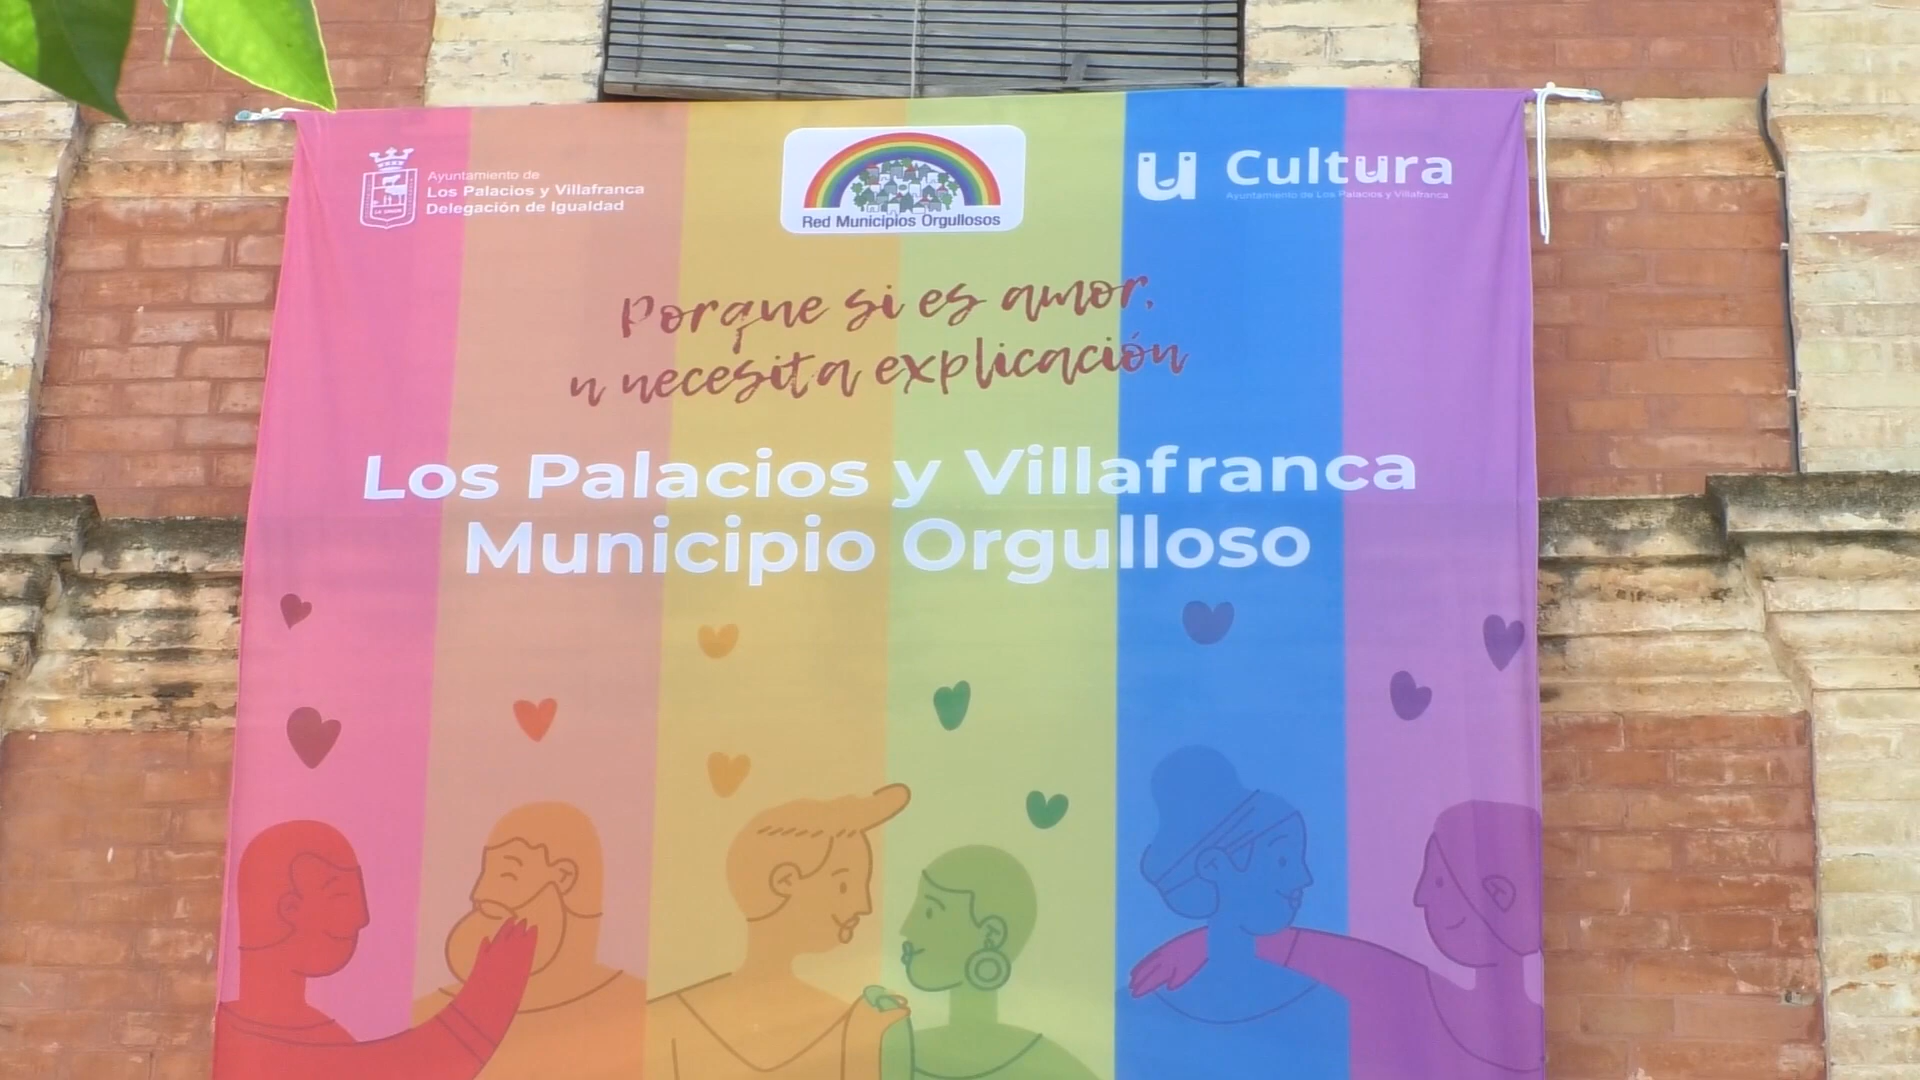 Ayuntamiento de
Los Palacios y Villafranca
Delegación de Igualdad
Red Municipios Orgullosos
u Cultura
Ayuntamiento de Los Palacios y Villafranca
Porque si es amor,
n necesita explicación
Los Palacios y Villafranca
Municipio Orgulloso